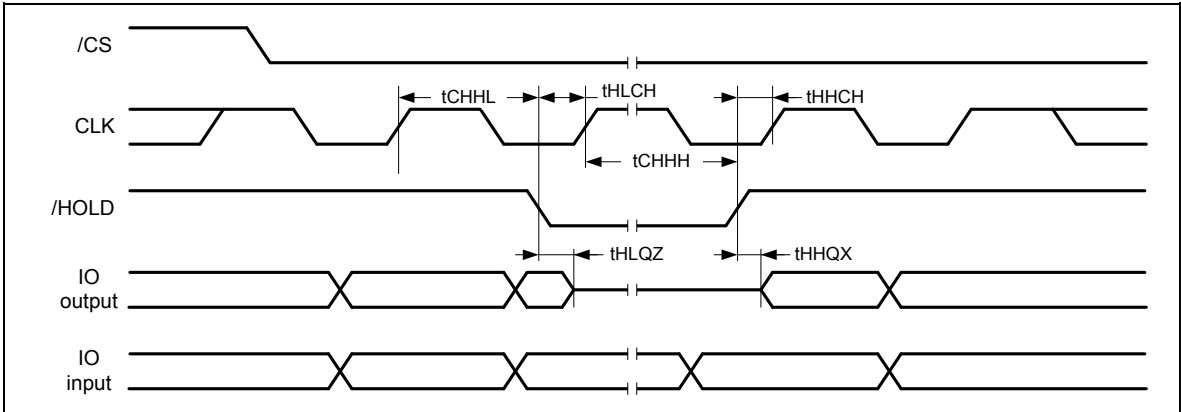 /CS
tCHHL
tHLCH
tHHCH
CLK
tCHHH
/HOLD
tHLQZ
tHHQX
IO
output
IO
input